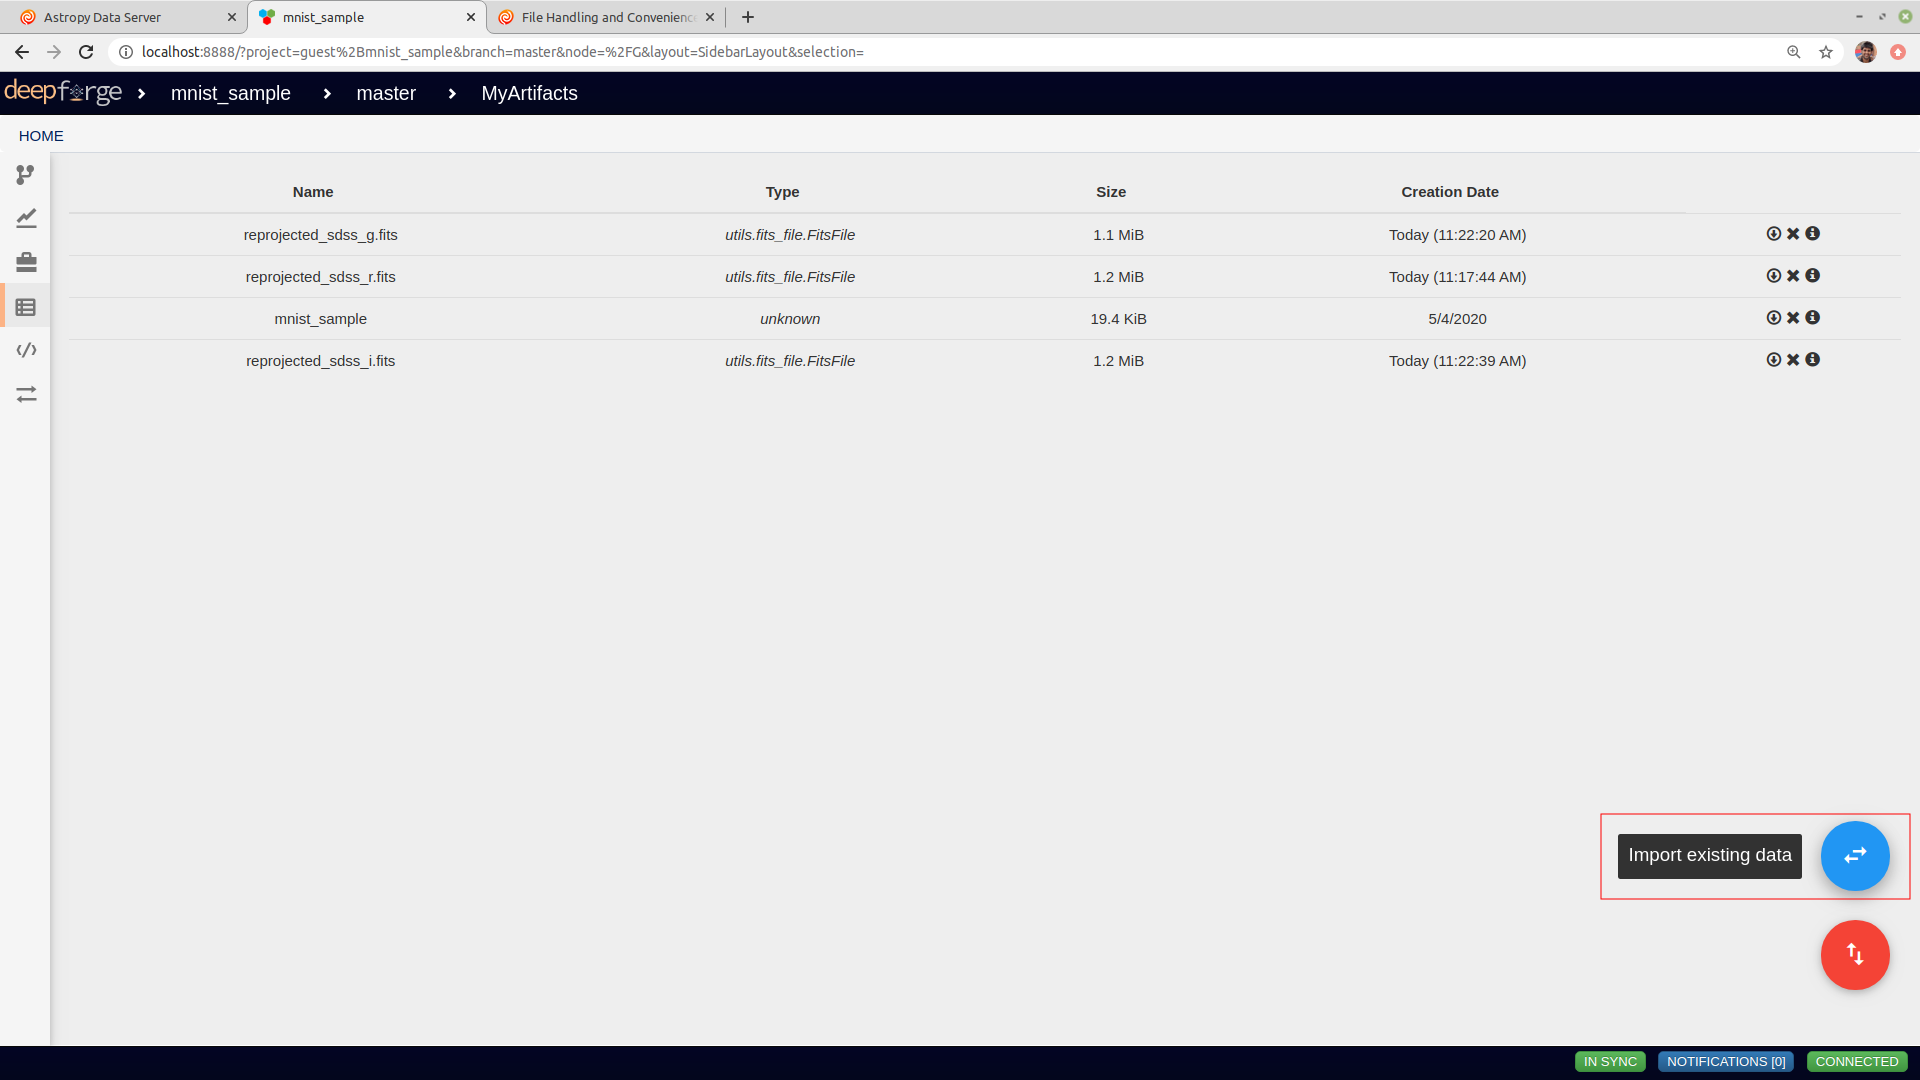 Astropy Data Server
mnist_sample
File Handling and Convenienc
localhost:8888/?project=guest%2Bmnist_sample&branch=master&node=%2FG&layout=SidebarLayout&selection=
deepforge
mnist_sample
master
MyArtifacts
HOME
Name Type Size Creation Date
reprojected_sdss_g.fits utils.fits_file.FitsFile 1.1 MiB Today (11:22:20 AM)
reprojected_sdss_r.fits utils.fits_file.FitsFile 1.2 MiB Today (11:17:44 AM)
mnist_sample unknown 19.4 KiB 5/4/2020
reprojected_sdss_i.fits utils.fits_file.FitsFile 1.2 MiB Today (11:22:39 AM)
Import existing data
IN SYNC NOTIFICATIONS [0] CONNECTED